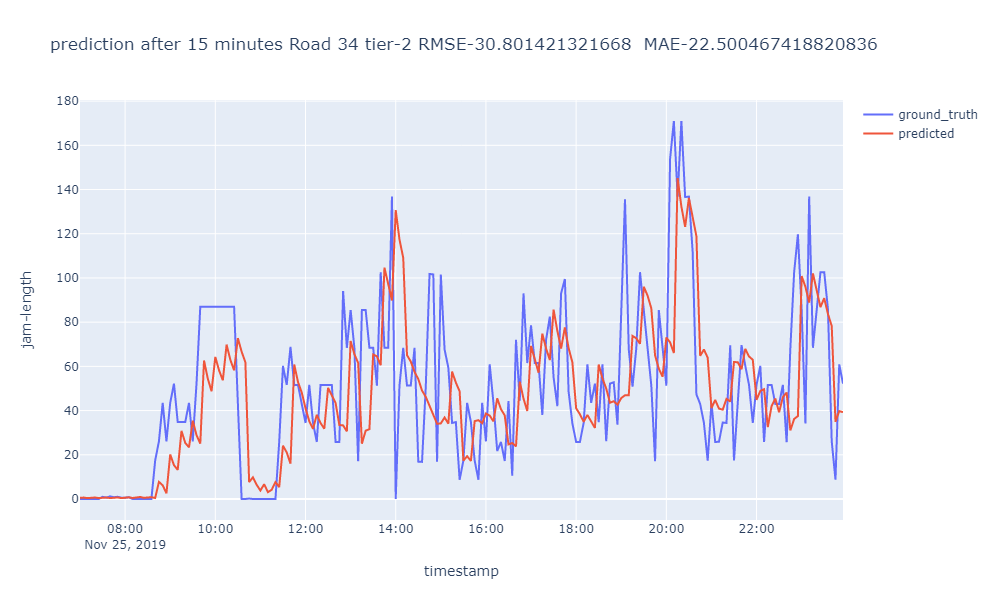 prediction after 15 minutes Road 34 tier-2 RMSE-30.801421321668  MAE-22.500467418820836
ground_truth
predicted
jam-length
180
160
140
120
100
80
60
40
20
0
08:00 10:00 12:00 14:00 16:00 18:00 20:00 22:00
Nov 25, 2019
timestamp